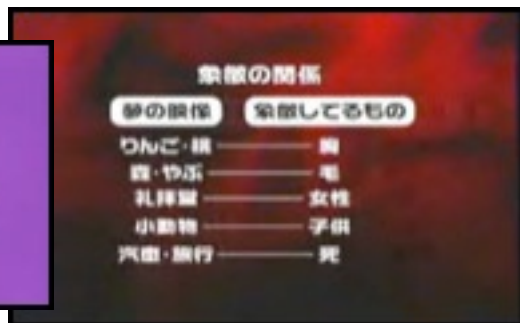 象徴の関係
夢の映像 象徴してるもの
りんご・桃 胸
森・やぶ 毛
礼拝堂 女性
小動物 子供
汽車・旅行 死